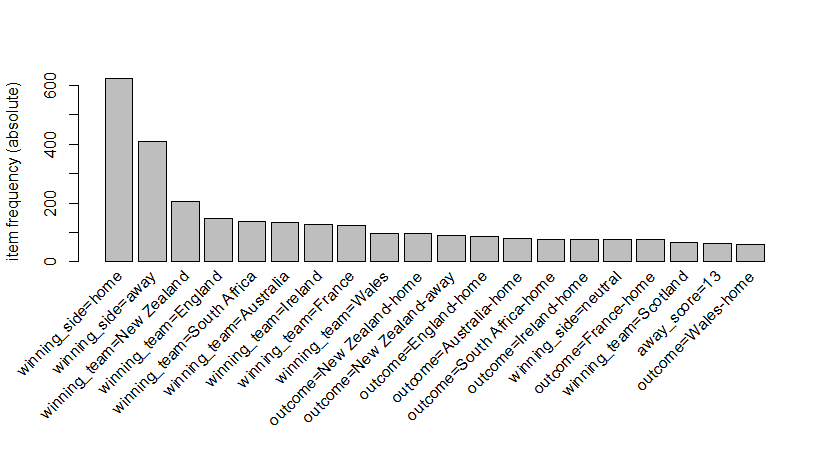 item frequency (absolute)
600
400
200
0
winning_side=home
winning_side=away
winning_team=New Zealand
winning_team=England
winning_team=South Africa
winning_team=Australia
winning_team=Ireland
winning_team=France
winning_team=Wales
outcome=New Zealand-home
outcome=New Zealand-away
outcome=England-home
outcome=Australia-home
outcome=South Africa-home
outcome=Ireland-home
winning_side=neutral
outcome=France-home
winning_team=Scotland
away_score=13
outcome=Wales-home